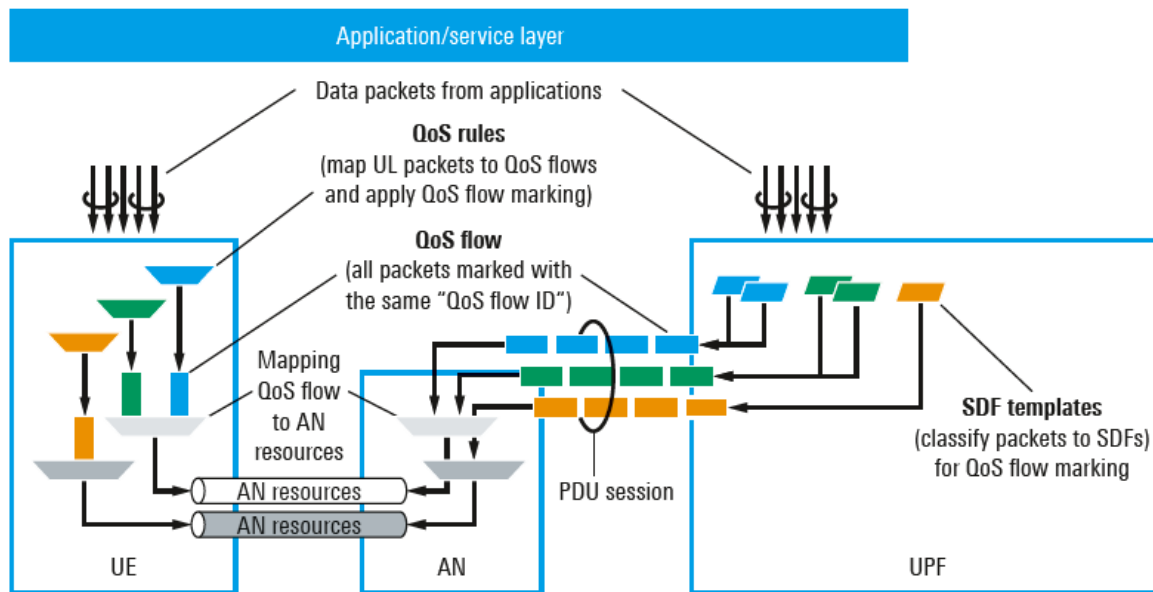 Application/service layer
Data packets from applications
QoS rules
(map UL packets to QoS flows
and apply QoS flow marking)
QoS flow
(all packets marked with
the same “QoS flow ID“)
Mapping
QoS flow
to AN
resources
SDF templates
(classify packets to SDFs)
for QoS flow marking
PDU session
AN resources
AN resources
UE
AN
UPF